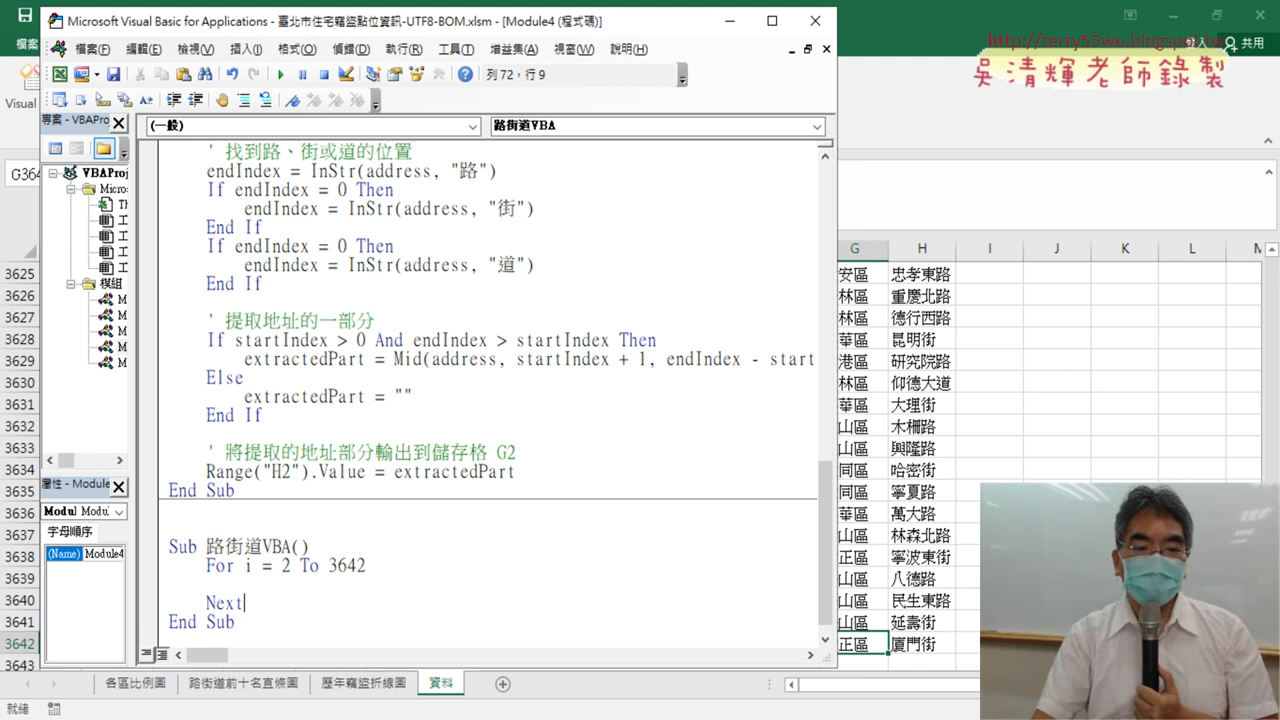 Microsoft Visual Basic for Applications - 臺北市住宅竊盜點位資訊-UTF8-BOM.xlsm - [Module4 (程式碼)]
檔案
http://terry55wu.blogspot.tw
登入
共用
吳清輝老師錄製
檔案(F) 編輯(E) 檢視(V) 插入(I) 格式(O) 偵錯(D) 執行(R) 工具(T) 增益集(A) 視窗(W) 說明(H)
列 72，行 9
Visual
專案 - VBAPro
(一般)
路街道VBA
VBAProj
Micros
TH
工
工
工
工
模組
M
M
M
M
M
屬性 - Module
Modul Modu
字母順序
(Name) Module4
' 找到路、街或道的位置
endIndex = InStr(address, "路")
If endIndex = 0 Then
endIndex = InStr(address, "街")
End If
If endIndex = 0 Then
endIndex = InStr(address, "道")
End If
' 提取地址的一部分
If startIndex > 0 And endIndex > startIndex Then
extractedPart = Mid(address, startIndex + 1, endIndex - start
Else
extractedPart = ""
End If
' 將提取的地址部分輸出到儲存格 G2
Range("H2").Value = extractedPart
End Sub
Sub 路街道VBA()
For i = 2 To 3642
Next
End Sub
G364
G H I J K L M
3625 安區 忠孝東路
3626 林區 重慶北路
3627 林區 德行西路
3628 華區 昆明街
3629 港區 研究院路
3630 林區 仰德大道
3631 華區 大理街
3632 山區 木柵路
3633 山區 興隆路
3634 同區 哈密街
3635 同區 寧夏路
3636 華區 萬大路
3637 山區 林森北路
3638 正區 寧波東街
3639 山區 八德路
3640 山區 民生東路
3641 山區 延壽街
3642 正區 廈門街
3643
各區比例圖 路街道前十名直條圖 歷年竊盜折線圖 資料
就緒